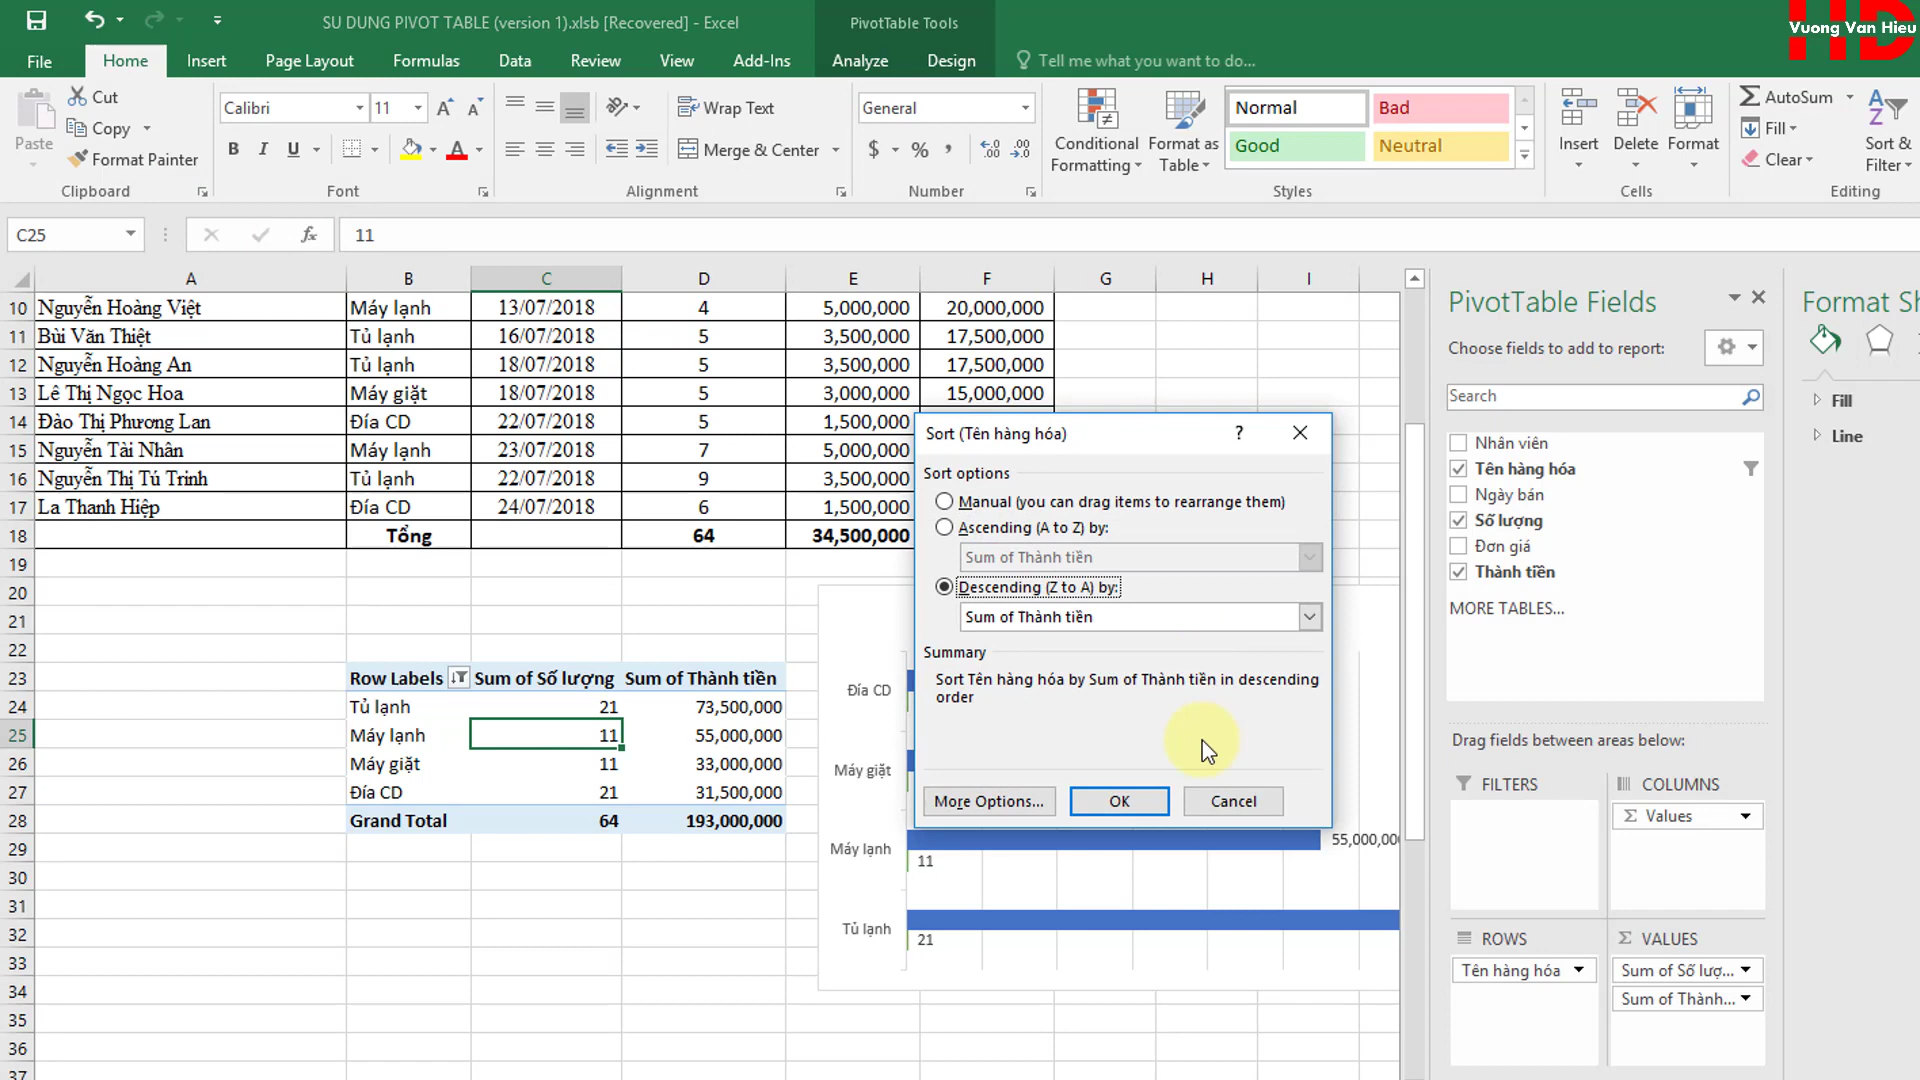 SU DUNG PIVOT TABLE (version 1).xlsb [Recovered] - Excel
PivotTable Tools
Vuong Van Hieu
File Home Insert Page Layout Formulas Data Review View Add-Ins Analyze Design Tell me what you want to do...
Paste
Cut
Copy
Format Painter
Clipboard
Calibri 11
B I U
Font
Wrap Text
Merge & Center
Alignment
General
$ % ,
Number
Conditional Formatting
Format as Table
Normal Bad
Good Neutral
Styles
Insert Delete Format
Cells
AutoSum
Fill
Clear
Sort & Filter
Editing
C25 fx 11
A B C D E F G H I
10 Nguyễn Hoàng Việt Máy lạnh 13/07/2018 4 5,000,000 20,000,000
11 Bùi Văn Thiệt Tủ lạnh 16/07/2018 5 3,500,000 17,500,000
12 Nguyễn Hoàng An Tủ lạnh 18/07/2018 5 3,500,000 17,500,000
13 Lê Thị Ngọc Hoa Máy giặt 18/07/2018 5 3,000,000 15,000,000
14 Đào Thị Phương Lan Đía CD 22/07/2018 5 1,500,000
15 Nguyễn Tài Nhân Máy lạnh 23/07/2018 7 5,000,000
16 Nguyễn Thị Tú Trinh Tủ lạnh 22/07/2018 9 3,500,000
17 La Thanh Hiệp Đía CD 24/07/2018 6 1,500,000
18 Tổng 64 34,500,000
19
20
21
22
23 Row Labels Sum of Số lượng Sum of Thành tiền
24 Tủ lạnh 21 73,500,000
25 Máy lạnh 11 55,000,000
26 Máy giặt 11 33,000,000
27 Đía CD 21 31,500,000
28 Grand Total 64 193,000,000
29
30
31
32
33
34
35
36
37
Đía CD
Máy giặt
Máy lạnh
55,000,000
11
Tủ lạnh
21
Sort (Tên hàng hóa) ?
Sort options
Manual (you can drag items to rearrange them)
Ascending (A to Z) by:
Sum of Thành tiền
Descending (Z to A) by:
Sum of Thành tiền
Summary
Sort Tên hàng hóa by Sum of Thành tiền in descending
order
More Options... OK Cancel
PivotTable Fields
Choose fields to add to report:
Search
Nhân viên
Tên hàng hóa
Ngày bán
Số lượng
Đơn giá
Thành tiền
MORE TABLES...
Drag fields between areas below:
FILTERS COLUMNS
Σ Values
ROWS Σ VALUES
Tên hàng hóa Sum of Số lượ...
Sum of Thành...
Format Sh
Fill
Line